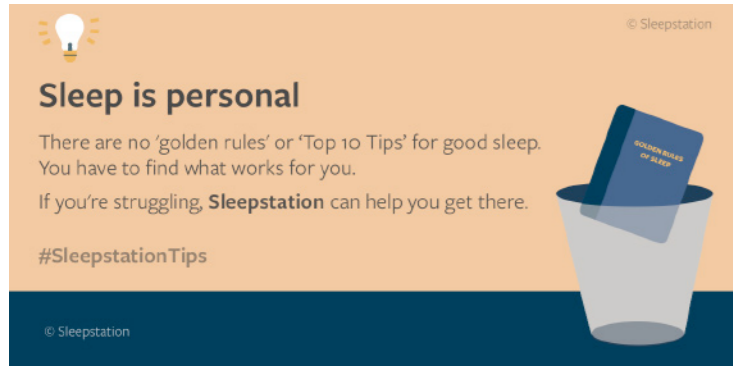 © Sleepstation
Sleep is personal
There are no 'golden rules' or ‘Top 10 Tips’ for good sleep.
You have to find what works for you.
If you're struggling, Sleepstation can help you get there.
GOLDEN RULES
OF SLEEP
#SleepstationTips
© Sleepstation